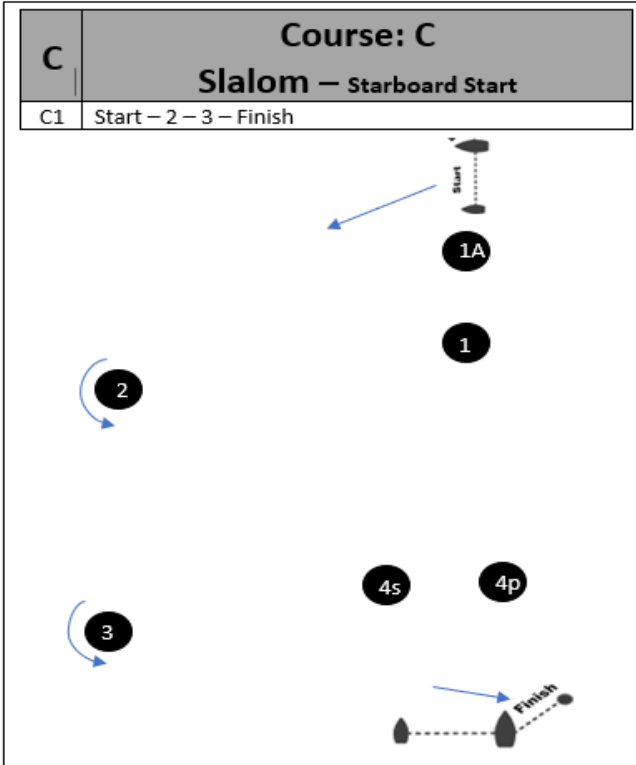 C
Course: C
Slalom – Starboard Start
C1 Start – 2 – 3 – Finish
Start
1A
1
2
4s
4p
3
Finish